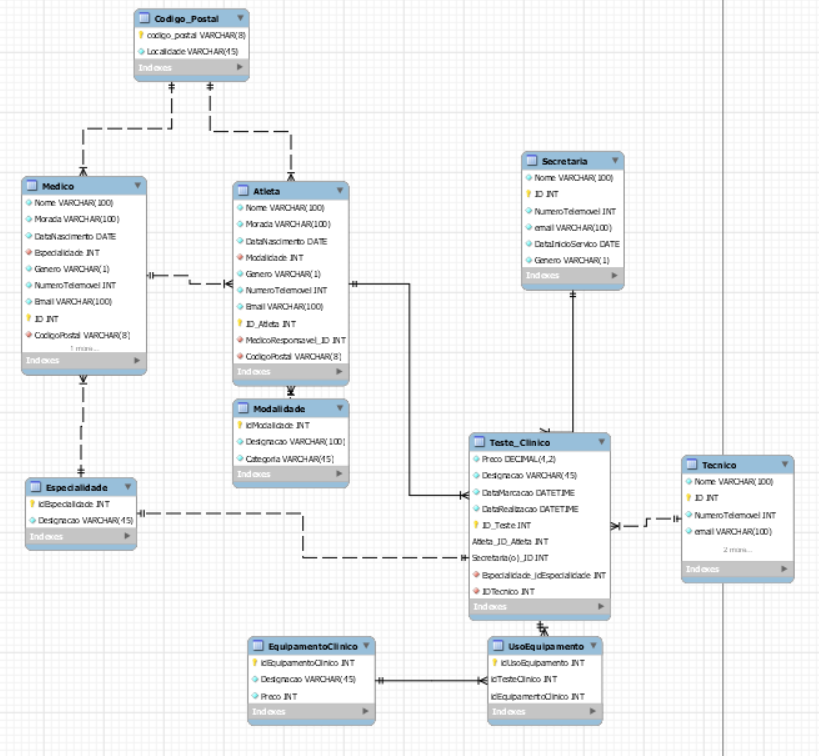 Codigo_Postal
codigo_postal VARCHAR(8)
Localidade VARCHAR(45)
Indexes
Medico
Nome VARCHAR(100)
Morada VARCHAR(100)
DataNascimento DATE
Especialidade INT
Genero VARCHAR(1)
NumeroTelemovel INT
Email VARCHAR(100)
ID INT
CodigoPostal VARCHAR(8)
1 more...
Indexes
Atleta
Nome VARCHAR(100)
Morada VARCHAR(100)
DataNascimento DATE
Modalidade INT
Genero VARCHAR(1)
NumeroTelemovel INT
Email VARCHAR(100)
ID_Atleta INT
MedicoResponsavel_ID INT
CodigoPostal VARCHAR(8)
Indexes
Secretaria
Nome VARCHAR(100)
ID INT
NumeroTelemovel INT
email VARCHAR(100)
DataInicioServico DATE
Genero VARCHAR(1)
Indexes
Modalidade
idModalidade INT
Designacao VARCHAR(100)
Categoria VARCHAR(45)
Indexes
Especialidade
idEspecialidade INT
Designacao VARCHAR(45)
Indexes
Teste_Clinico
Preco DECIMAL(4,2)
Designacao VARCHAR(45)
DataMarcacao DATETIME
DataRealizacao DATETIME
ID_Teste INT
Atleta_ID_Atleta INT
Secretaria(o)_ID INT
Especialidade_idEspecialidade INT
IDTecnico INT
Indexes
Tecnico
Nome VARCHAR(100)
ID INT
NumeroTelemovel INT
email VARCHAR(100)
2 more...
Indexes
EquipamentoClinico
idEquipamentoClinico INT
Designacao VARCHAR(45)
Preco INT
Indexes
UsoEquipamento
idUsoEquipamento INT
idTesteClinico INT
idEquipamentoClinico INT
Indexes